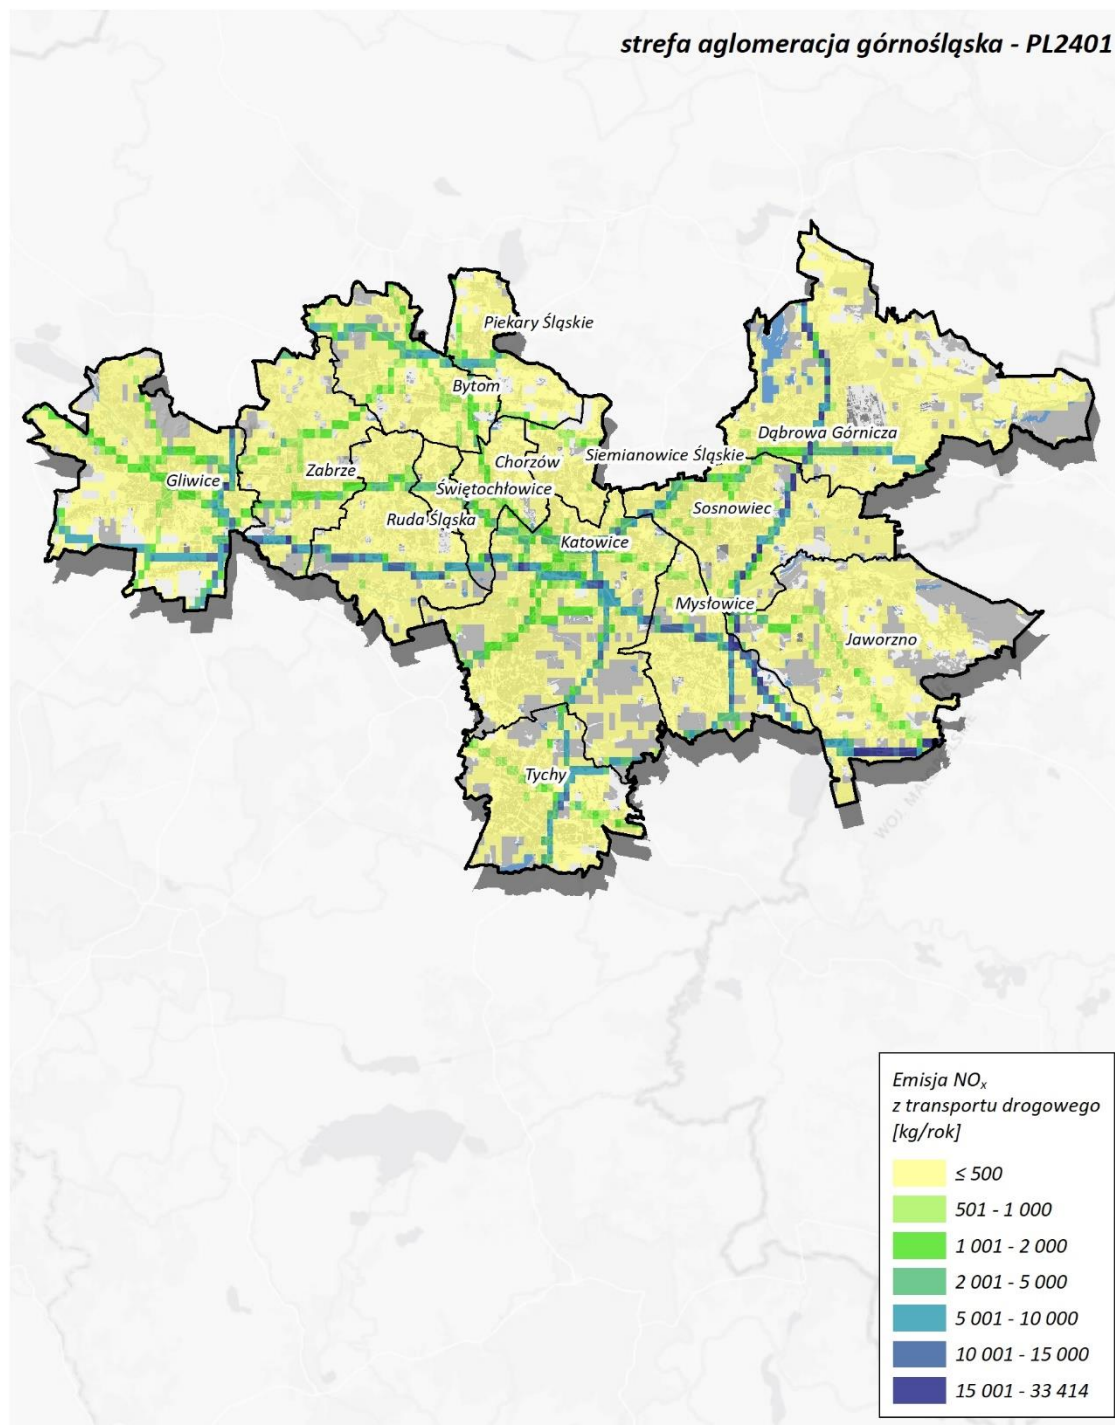 strefa aglomeracja górnośląska - PL2401
Piekary Śląskie
Bytom
Dąbrowa Górnicza
Chorzów
Siemianowice Śląskie
Zabrze
Gliwice
Świętochłowice
Sosnowiec
Ruda Śląska
Katowice
Mysłowice
Jaworzno
Tychy
Emisja NOₓ
z transportu drogowego
[kg/rok]
≤ 500
501 - 1 000
1 001 - 2 000
2 001 - 5 000
5 001 - 10 000
10 001 - 15 000
15 001 - 33 414